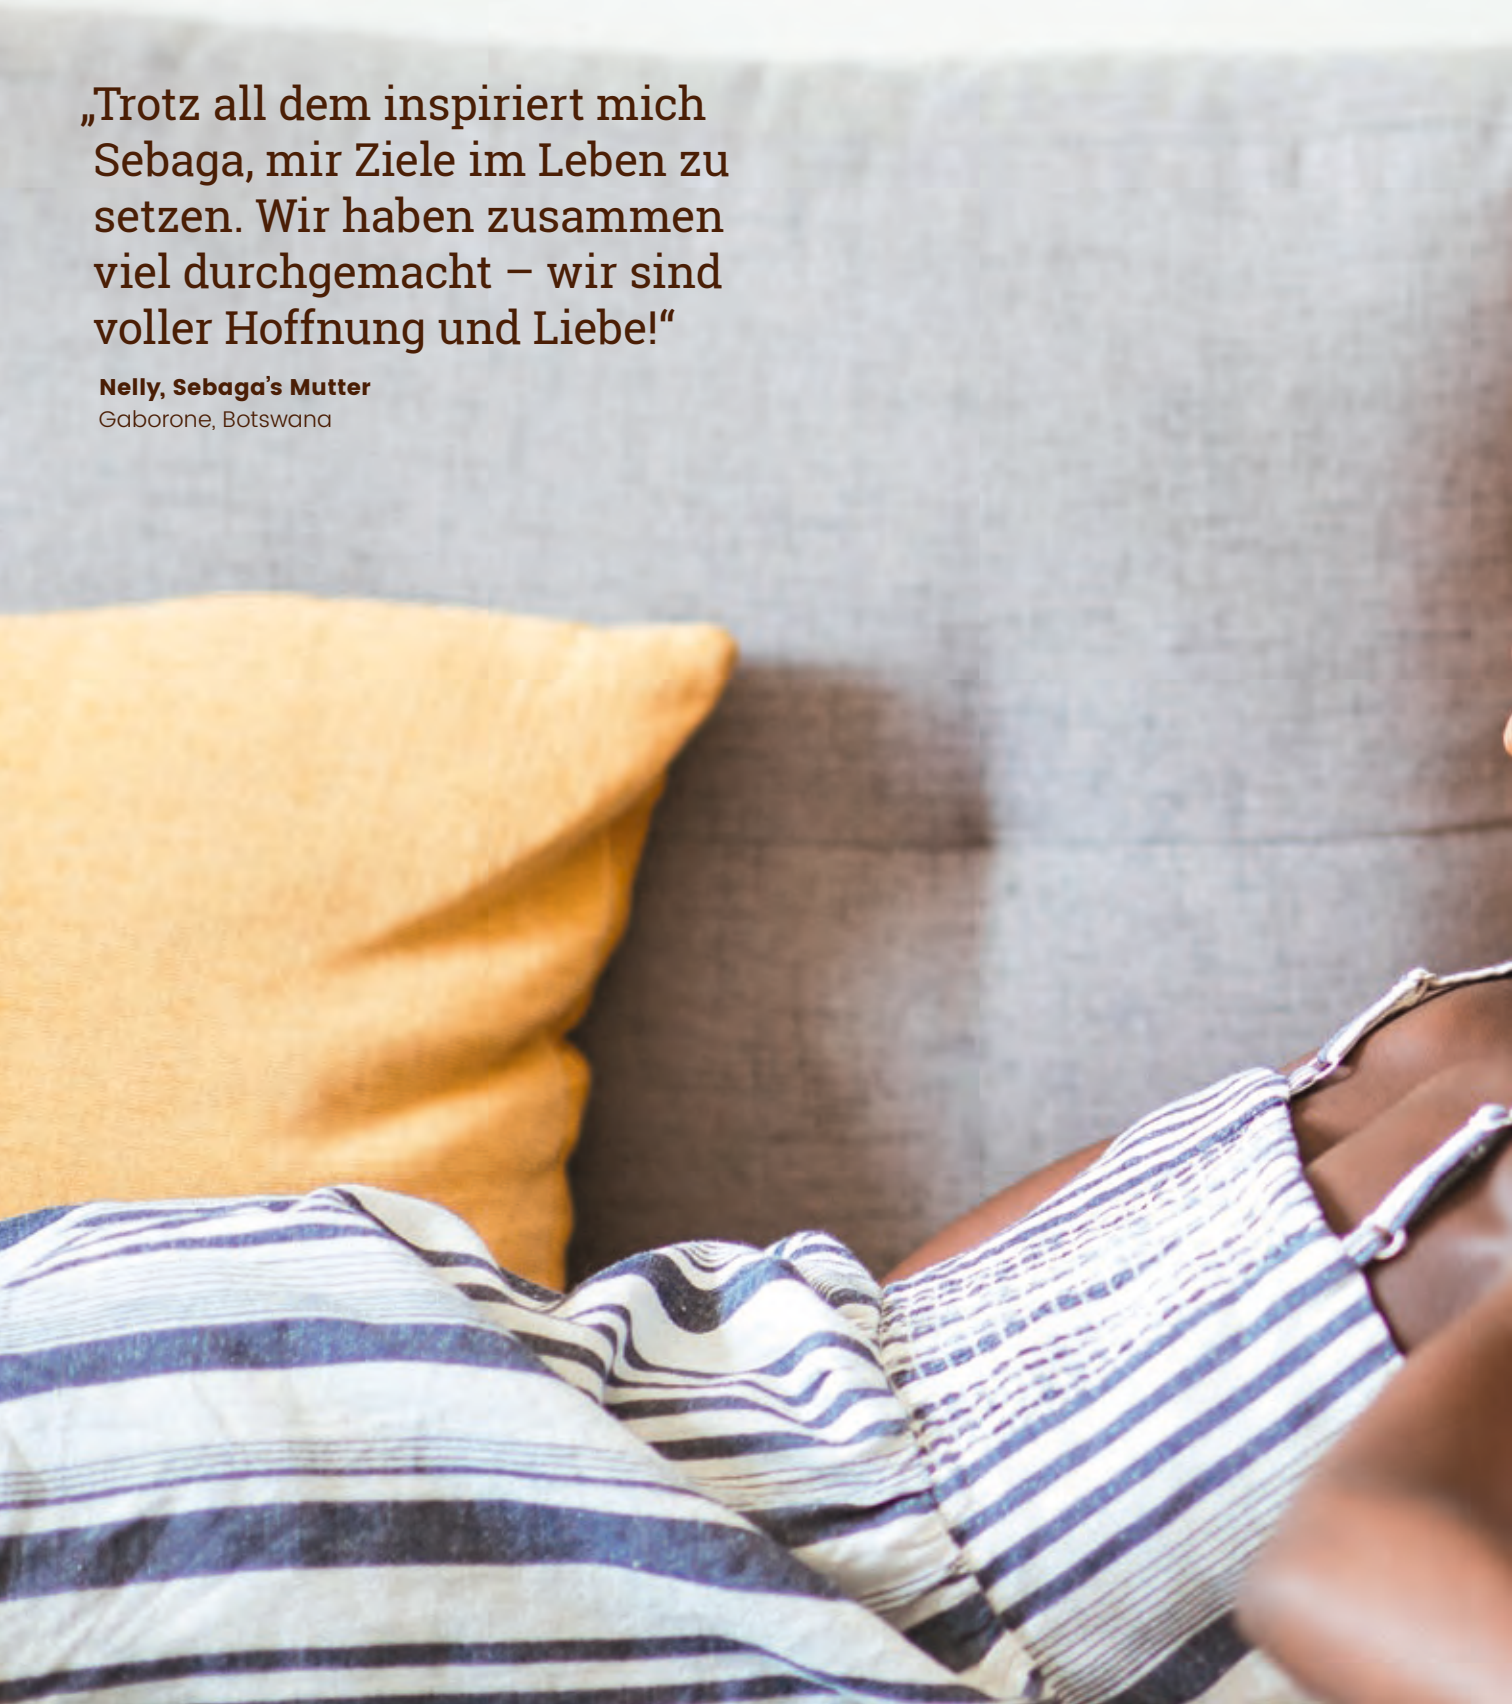 „Trotz all dem inspiriert mich
Sebaga, mir Ziele im Leben zu
setzen. Wir haben zusammen
viel durchgemacht – wir sind
voller Hoffnung und Liebe!“
Nelly, Sebaga’s Mutter
Gaborone, Botswana